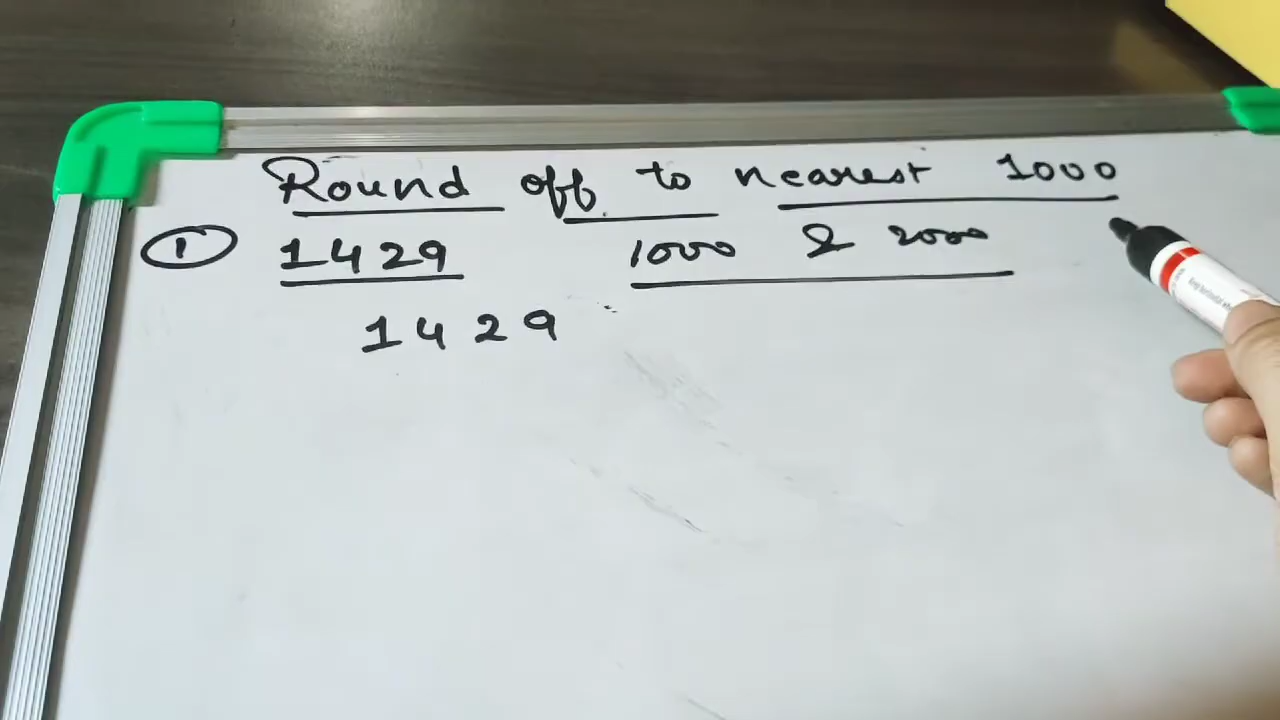 Round off to nearest 1000
1 1429 1000 & 2000
1429